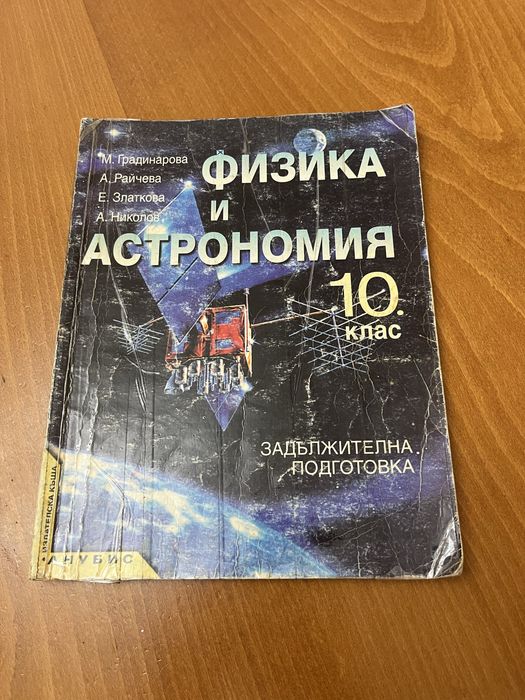 М. Градинарова
А. Райчева
Е. Златкова
А. Николов
ФИЗИКА
и
АСТРОНОМИЯ
10.
клас
ЗАДЪЛЖИТЕЛНА
ПОДГОТОВКА
ИЗДАТЕЛСКА КЪЩА
АНУБИС